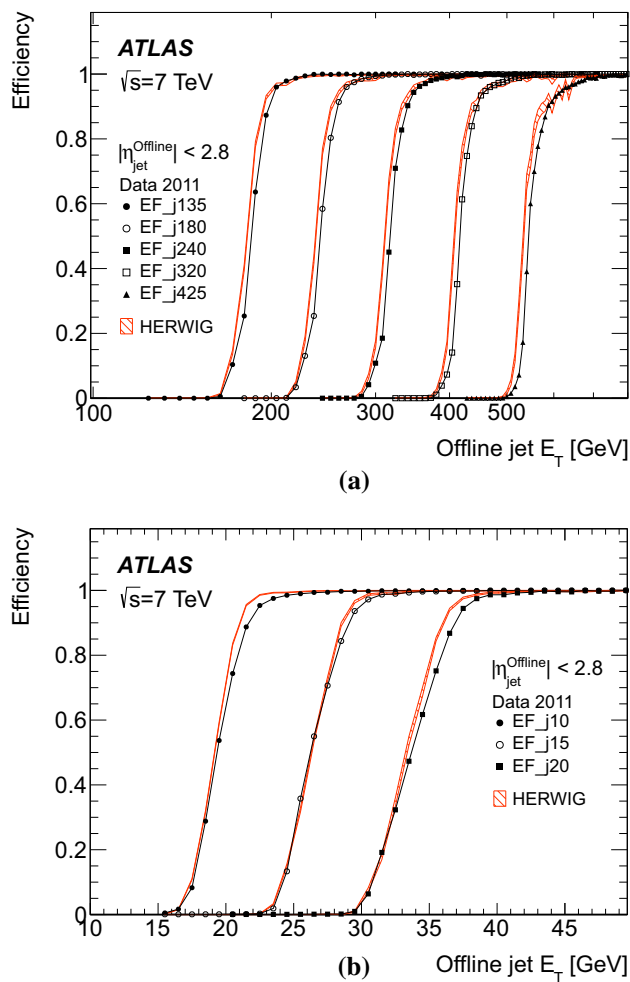 Efficiency
ATLAS
√s=7 TeV
|η_jet^Offline| < 2.8
Data 2011
EF_j135
EF_j180
EF_j240
EF_j320
EF_j425
HERWIG
1
0.8
0.6
0.4
0.2
0
100 200 300 400 500
Offline jet E_T [GeV]
(a)
Efficiency
ATLAS
√s=7 TeV
|η_jet^Offline| < 2.8
Data 2011
EF_j10
EF_j15
EF_j20
HERWIG
1
0.8
0.6
0.4
0.2
0
10 15 20 25 30 35 40 45
Offline jet E_T [GeV]
(b)